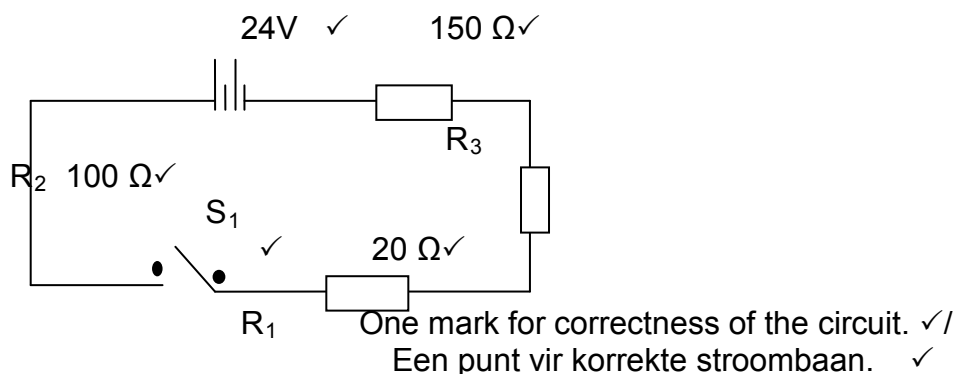 24V ✓ 150 Ω✓
R₃
R₂ 100 Ω✓
S₁
✓ 20 Ω✓
R₁ One mark for correctness of the circuit. ✓/
Een punt vir korrekte stroombaan. ✓